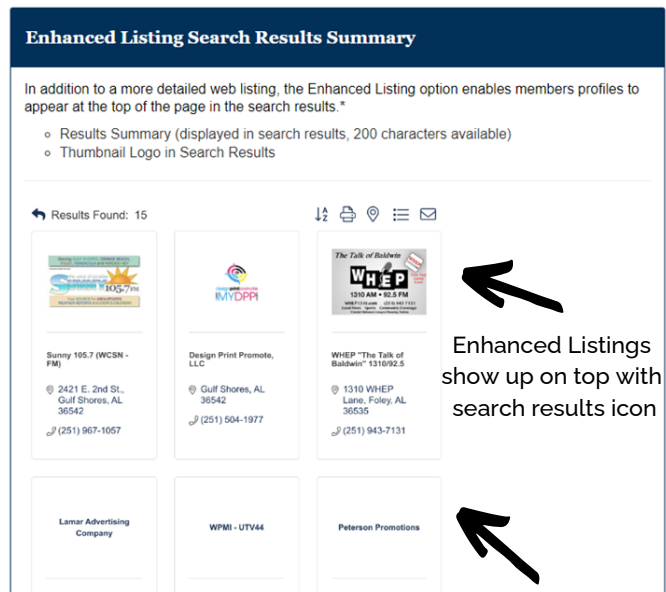 Enhanced Listing Search Results Summary
In addition to a more detailed web listing, the Enhanced Listing option enables members profiles to
appear at the top of the page in the search results.*
Results Summary (displayed in search results, 200 characters available)
Thumbnail Logo in Search Results
Results Found: 15
SUNNY 105.7 FM
!MYDPP!
The Talk of Baldwin
WHEP
1310 AM • 92.5 FM
Sunny 105.7 (WCSN -
FM)
2421 E. 2nd St.,
Gulf Shores, AL
36542
(251) 967-1057
Design Print Promote,
LLC
Gulf Shores, AL
36542
(251) 504-1977
WHEP "The Talk of
Baldwin" 1310/92.5
1310 WHEP
Lane, Foley, AL
36535
(251) 943-7131
Enhanced Listings
show up on top with
search results icon
Lamar Advertising
Company
WPMI - UTV44
Peterson Promotions